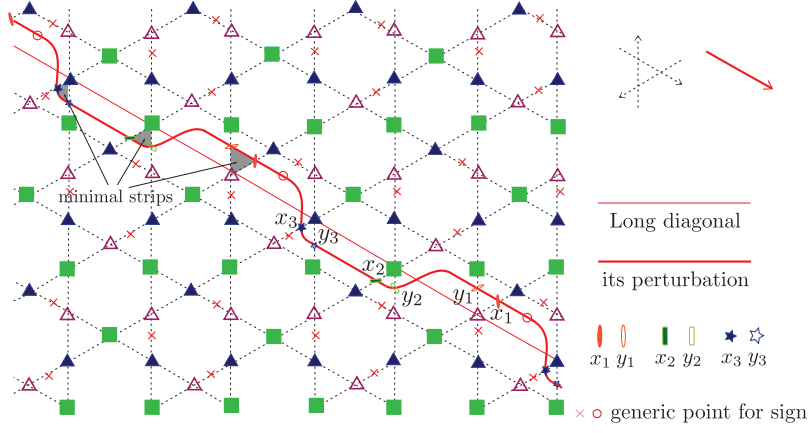 minimal strips
x₃
y₃
x₂
y₂
y₁
x₁
Long diagonal
its perturbation
x₁ y₁ x₂ y₂ x₃ y₃
generic point for sign